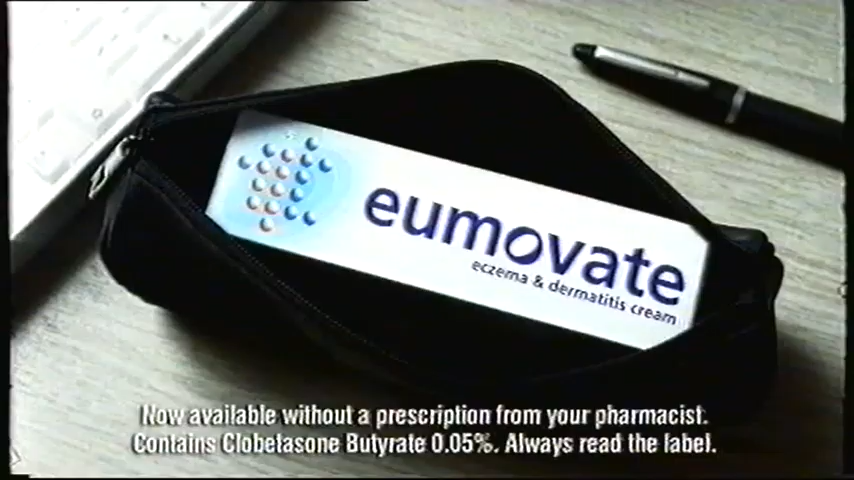 eumovate
eczema & dermatitis cream
Now available without a prescription from your pharmacist.
Contains Clobetasone Butyrate 0.05%. Always read the label.